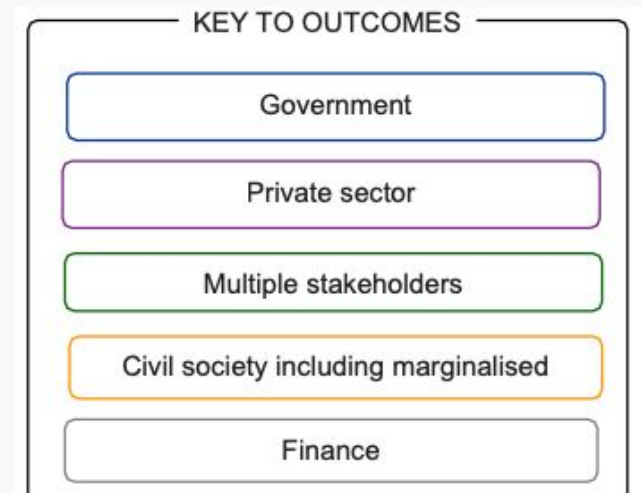 KEY TO OUTCOMES
Government
Private sector
Multiple stakeholders
Civil society including marginalised
Finance